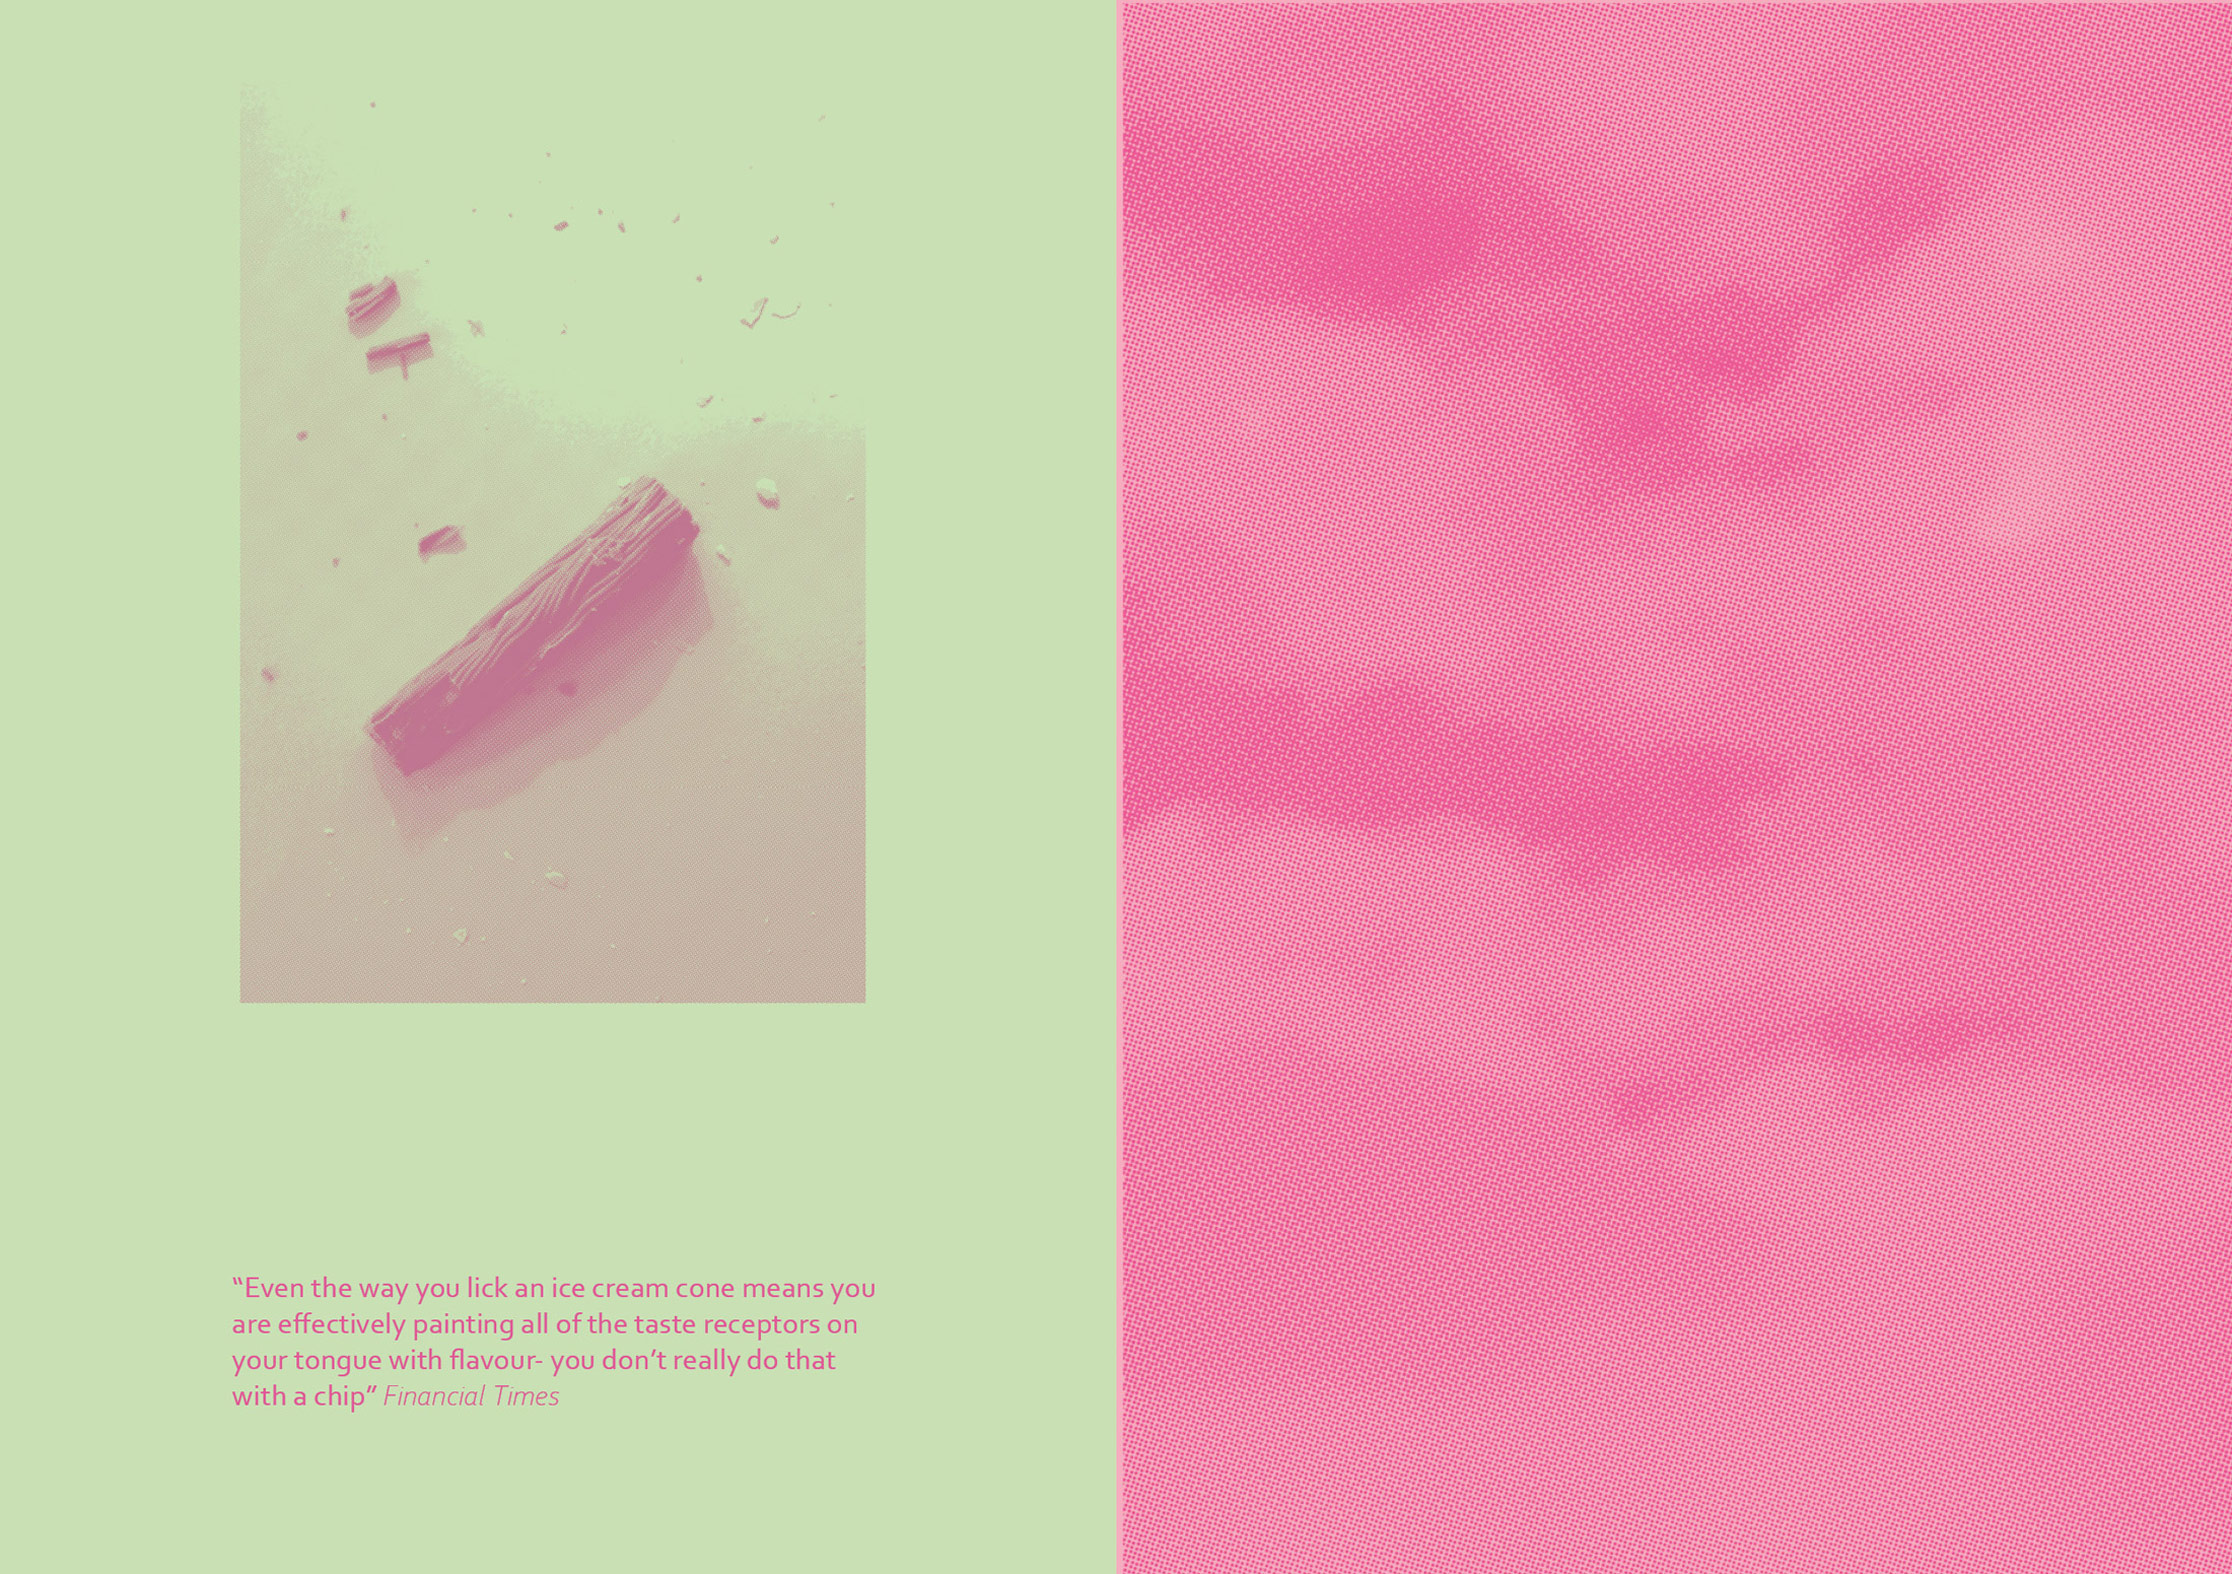 “Even the way you lick an ice cream cone means you
are effectively painting all of the taste receptors on
your tongue with flavour- you don’t really do that
with a chip” Financial Times